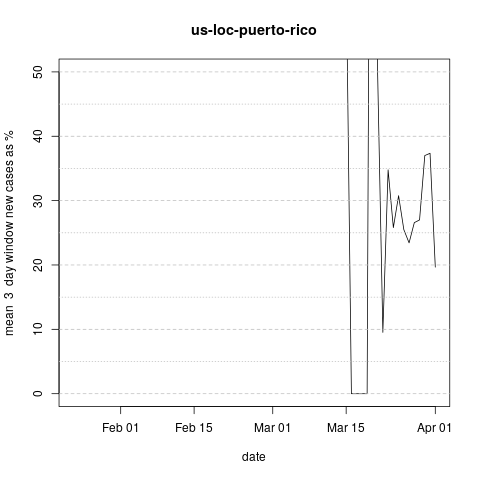 us-loc-puerto-rico
mean 3 day window new cases as %
50
40
30
20
10
0
Feb 01 Feb 15 Mar 01 Mar 15 Apr 01
date